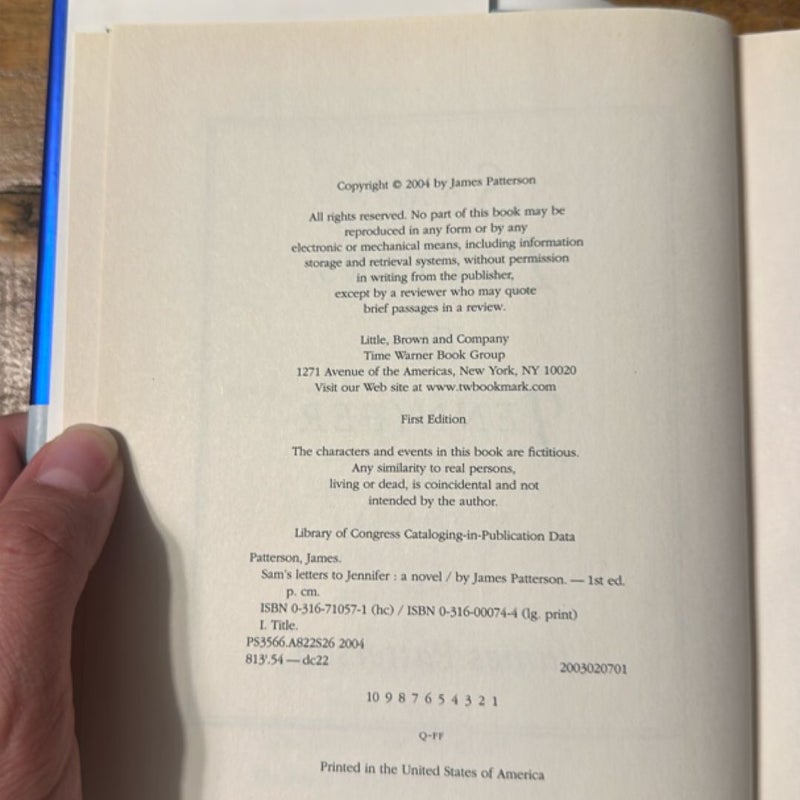 Copyright © 2004 by James Patterson
All rights reserved. No part of this book may be
reproduced in any form or by any
electronic or mechanical means, including information
storage and retrieval systems, without permission
in writing from the publisher,
except by a reviewer who may quote
brief passages in a review.
Little, Brown and Company
Time Warner Book Group
1271 Avenue of the Americas, New York, NY 10020
Visit our Web site at www.twbookmark.com
First Edition
The characters and events in this book are fictitious.
Any similarity to real persons,
living or dead, is coincidental and not
intended by the author.
Library of Congress Cataloging-in-Publication Data
Patterson, James.
Sam's letters to Jennifer : a novel / by James Patterson. — 1st ed.
p. cm.
ISBN 0-316-71057-1 (hc) / ISBN 0-316-00074-4 (lg. print)
I. Title.
PS3566.A822S26 2004
813'.54 — dc22
2003020701
10 9 8 7 6 5 4 3 2 1
Q-FF
Printed in the United States of America